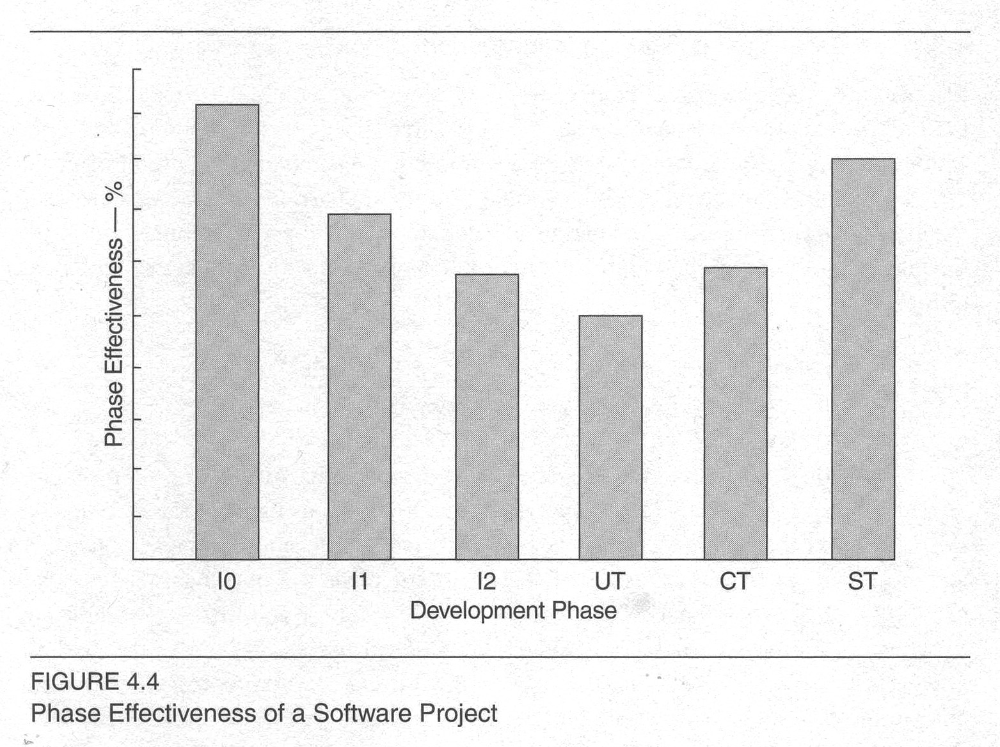 Phase Effectiveness — %
I0 I1 I2 UT CT ST
Development Phase
FIGURE 4.4
Phase Effectiveness of a Software Project